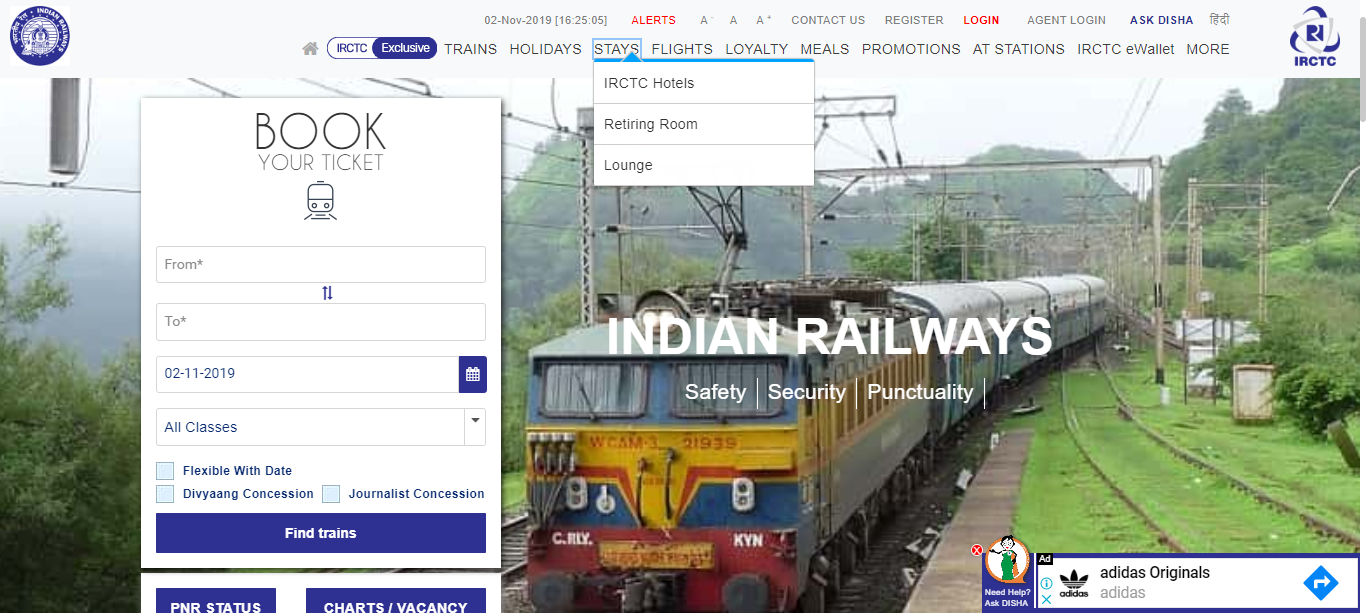 02-Nov-2019 [16:25:05] ALERTS A - A A + CONTACT US REGISTER LOGIN AGENT LOGIN ASK DISHA हिंदी
IRCTC Exclusive TRAINS HOLIDAYS STAYS FLIGHTS LOYALTY MEALS PROMOTIONS AT STATIONS IRCTC eWallet MORE
INDIAN RAILWAYS
IRCTC
IRCTC Hotels
Retiring Room
Lounge
BOOK
YOUR TICKET
From*
To*
02-11-2019
All Classes
Flexible With Date
Divyaang Concession Journalist Concession
Find trains
PNR STATUS CHARTS / VACANCY
INDIAN RAILWAYS
Safety Security Punctuality
WCAM-3 21939
C.RLY. KYN
Need Help?
Ask DISHA
Ad
adidas
adidas Originals
adidas